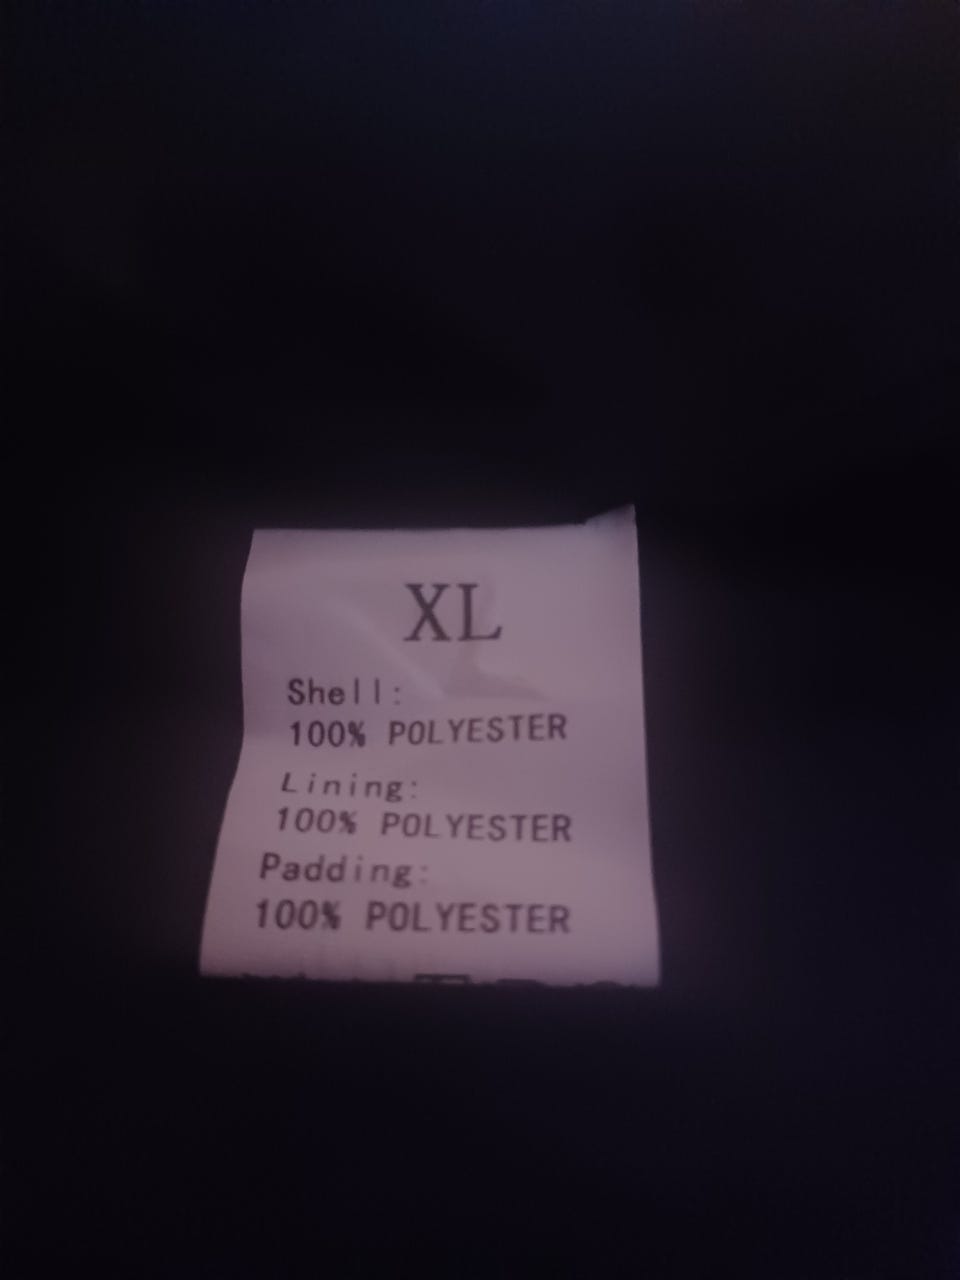 XL
Shell:
100% POLYESTER
Lining:
100% POLYESTER
Padding:
100% POLYESTER